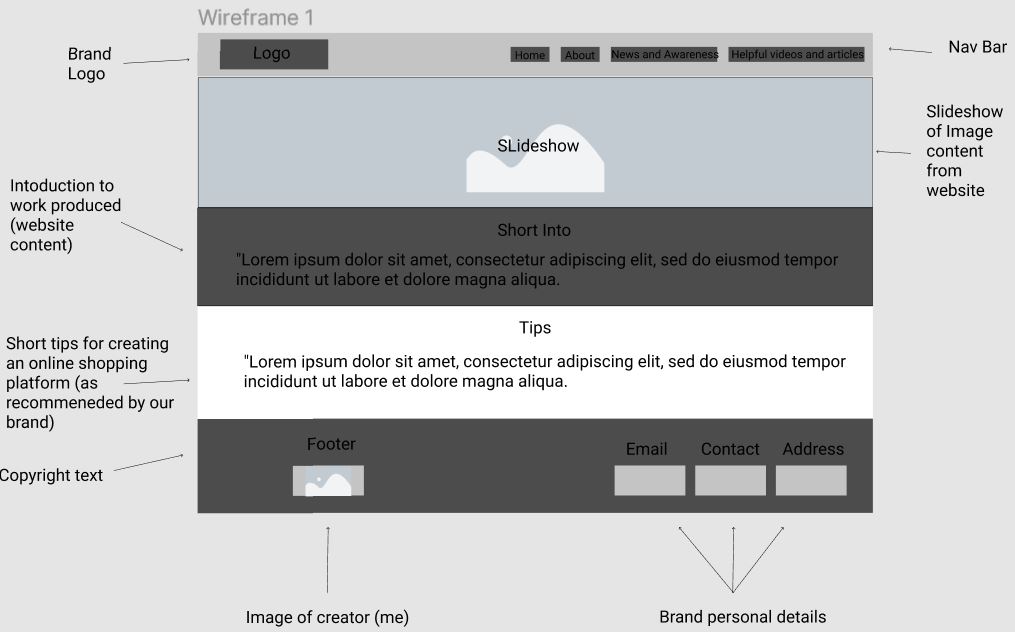 Wireframe 1
Brand
Logo
Logo
Home
About
News and Awareness
Helpful videos and articles
Nav Bar
Slideshow
of Image
content
from
website
SLideshow
Intoduction to
work produced
(website
content)
Short Into
"Lorem ipsum dolor sit amet, consectetur adipiscing elit, sed do eiusmod tempor
incididunt ut labore et dolore magna aliqua.
Short tips for creating
an online shopping
platform (as
recommeneded by our
brand)
Tips
"Lorem ipsum dolor sit amet, consectetur adipiscing elit, sed do eiusmod tempor
incididunt ut labore et dolore magna aliqua.
Copyright text
Footer
Email
Contact
Address
Image of creator (me)
Brand personal details